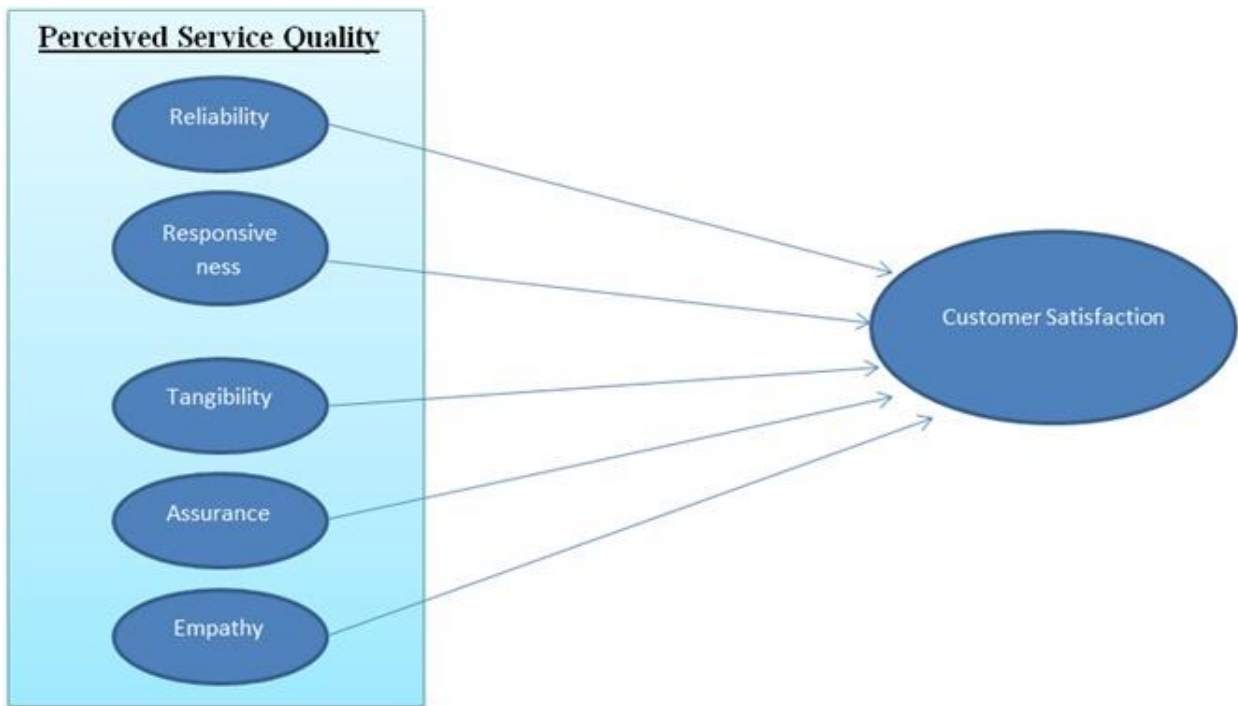 Perceived Service Quality
Reliability
Responsive
ness
Tangibility
Assurance
Empathy
Customer Satisfaction